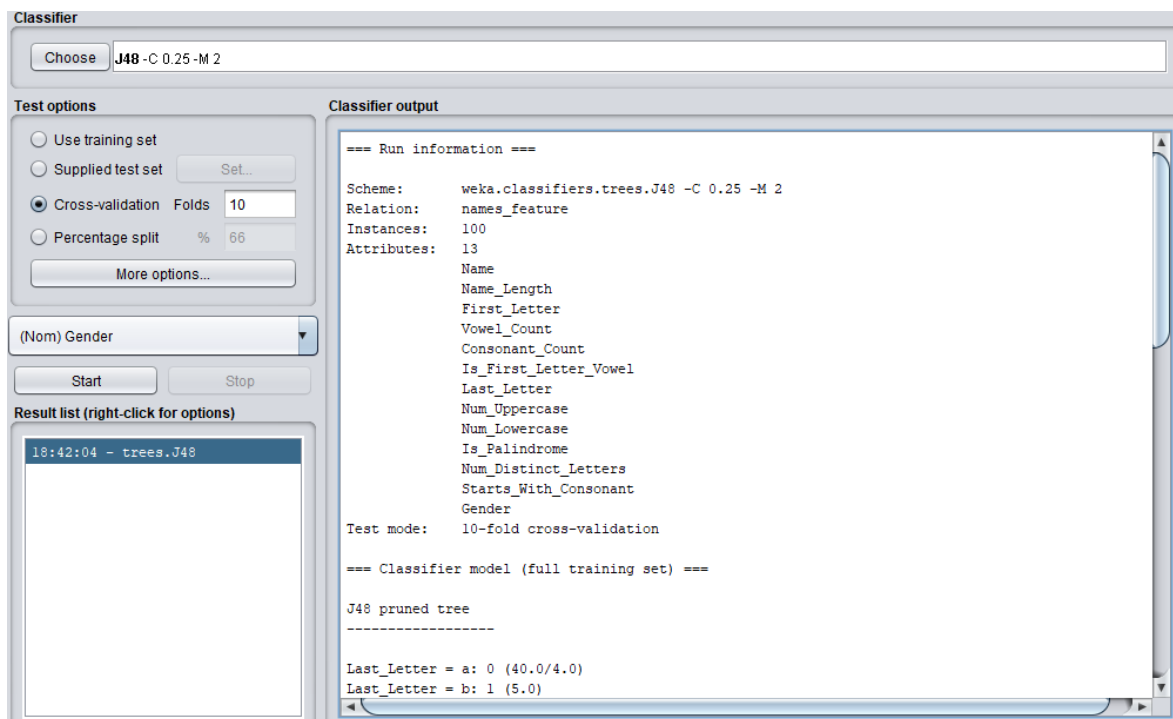 Classifier
Choose J48 -C 0.25 -M 2
Test options
Use training set
Supplied test set Set...
Cross-validation Folds 10
Percentage split % 66
More options...
(Nom) Gender
Start Stop
Result list (right-click for options)
18:42:04 - trees.J48
Classifier output
=== Run information ===
Scheme: weka.classifiers.trees.J48 -C 0.25 -M 2
Relation: names_feature
Instances: 100
Attributes: 13
Name
Name_Length
First_Letter
Vowel_Count
Consonant_Count
Is_First_Letter_Vowel
Last_Letter
Num_Uppercase
Num_Lowercase
Is_Palindrome
Num_Distinct_Letters
Starts_With_Consonant
Gender
Test mode: 10-fold cross-validation
=== Classifier model (full training set) ===
J48 pruned tree
------------------
Last_Letter = a: 0 (40.0/4.0)
Last_Letter = b: 1 (5.0)